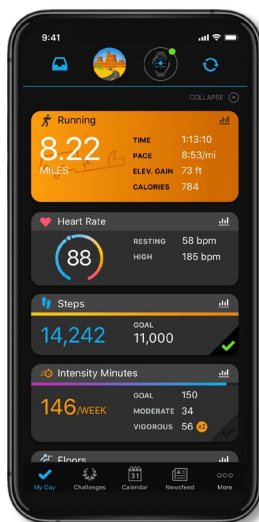 9:41
COLLAPSE
Running
8.22
MILES
TIME 1:13:10
PACE 8:53/mi
ELEV. GAIN 73 ft
CALORIES 784
Heart Rate
88
RESTING 58 bpm
HIGH 185 bpm
Steps
14,242
GOAL
11,000
Intensity Minutes
146/WEEK
GOAL 150
MODERATE 34
VIGOROUS 56 x2
Floors
31
My Day Challenges Calendar Newsfeed More